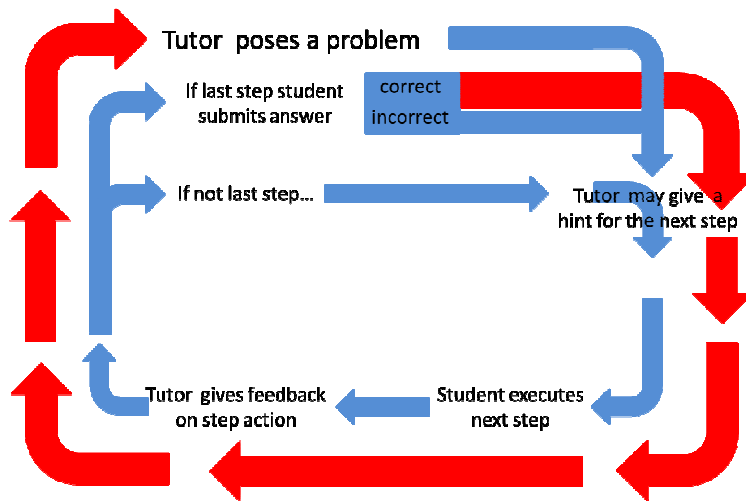 Tutor poses a problem
If last step student
submits answer
correct
incorrect
If not last step...
Tutor may give a
hint for the next step
Tutor gives feedback
on step action
Student executes
next step